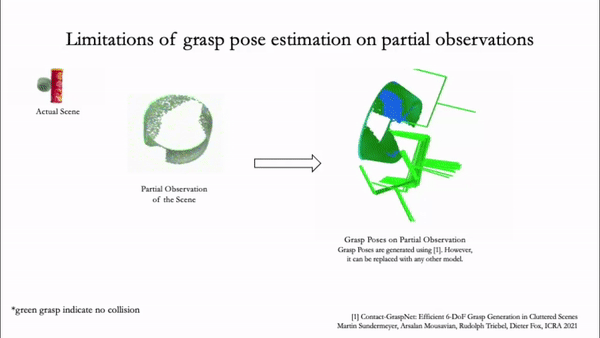 Limitations of grasp pose estimation on partial observations
Actual Scene
Partial Observation
of the Scene
Grasp Poses on Partial Observation
Grasp Poses are generated using [1]. However,
it can be replaced with any other model.
*green grasp indicate no collision
[1] Contact-GraspNet: Efficient 6-DoF Grasp Generation in Cluttered Scenes
Martin Sundermeyer, Arsalan Mousavian, Rudolph Triebel, Dieter Fox, ICRA 2021